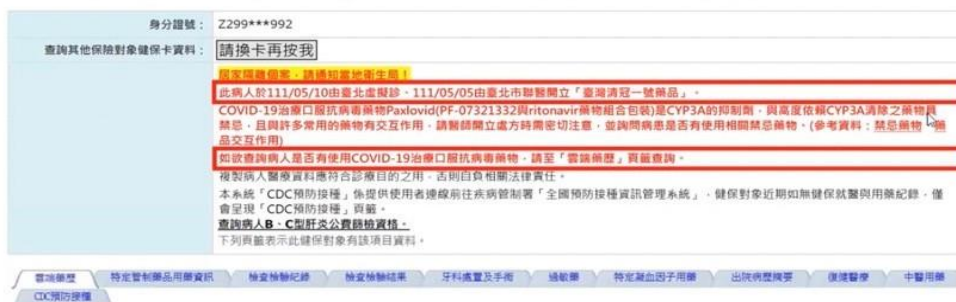 身分證號： Z299***992
查詢其他保險對象健保卡資料： 請換卡再按我
居家隔離個案，請通知當地衛生局！
此病人於111/05/10由臺北虛擬診、111/05/05由臺北市聯醫開立「臺灣清冠一號藥品」。
COVID-19治療口服抗病毒藥物Paxlovid(PF-07321332與ritonavir藥物組合包裝)是CYP3A的抑制劑，與高度依賴CYP3A清除之藥物具
禁忌，且與許多常用的藥物有交互作用，請醫師開立處方時需密切注意，並詢問病患是否有使用相關禁忌藥物。(參考資料：禁忌藥物、藥
品交互作用)
如欲查詢病人是否有使用COVID-19治療口服抗病毒藥物，請至「雲端藥歷」頁籤查詢。
複製病人醫療資料應符合診療目的之用，否則自負相關法律責任。
本系統「CDC預防接種」係提供使用者連線前往疾病管制署「全國預防接種資訊管理系統」，健保對象近期如無健保就醫與用藥紀錄，僅
會呈現「CDC預防接種」頁籤。
查詢病人B、C型肝炎公費篩檢資格。
下列頁籤表示此健保對象有該項目資料。
雲端藥歷 特定管制藥品用藥資訊 檢查檢驗紀錄 檢查檢驗結果 牙科處置及手術 過敏藥 特定凝血因子用藥 出院病歷摘要 復健醫療 中醫用藥
CDC預防接種